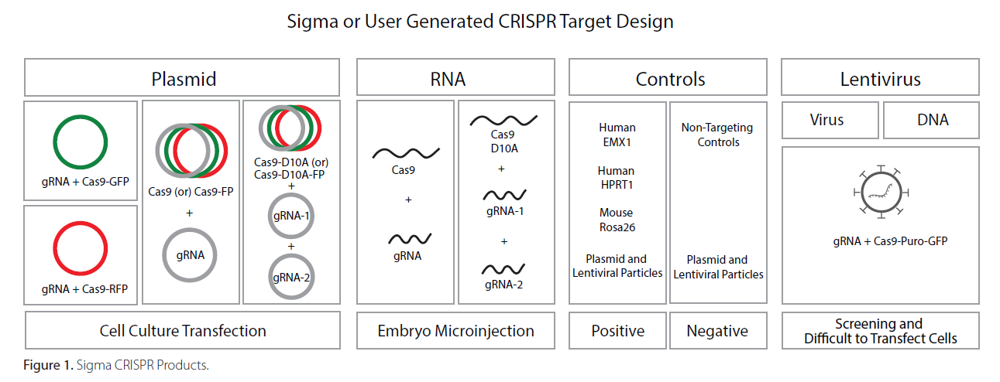 Sigma or User Generated CRISPR Target Design
Plasmid
gRNA + Cas9-GFP
gRNA + Cas9-RFP
Cas9 (or) Cas9-FP
+
gRNA
Cas9-D10A (or)
Cas9-D10A-FP
+
gRNA-1
+
gRNA-2
Cell Culture Transfection
RNA
Cas9
+
gRNA
Cas9
D10A
+
gRNA-1
+
gRNA-2
Embryo Microinjection
Controls
Human
EMX1
Human
HPRT1
Mouse
Rosa26
Plasmid and
Lentiviral Particles
Positive
Non-Targeting
Controls
Plasmid and
Lentiviral Particles
Negative
Lentivirus
Virus
DNA
gRNA + Cas9-Puro-GFP
Screening and
Difficult to Transfect Cells
Figure 1. Sigma CRISPR Products.